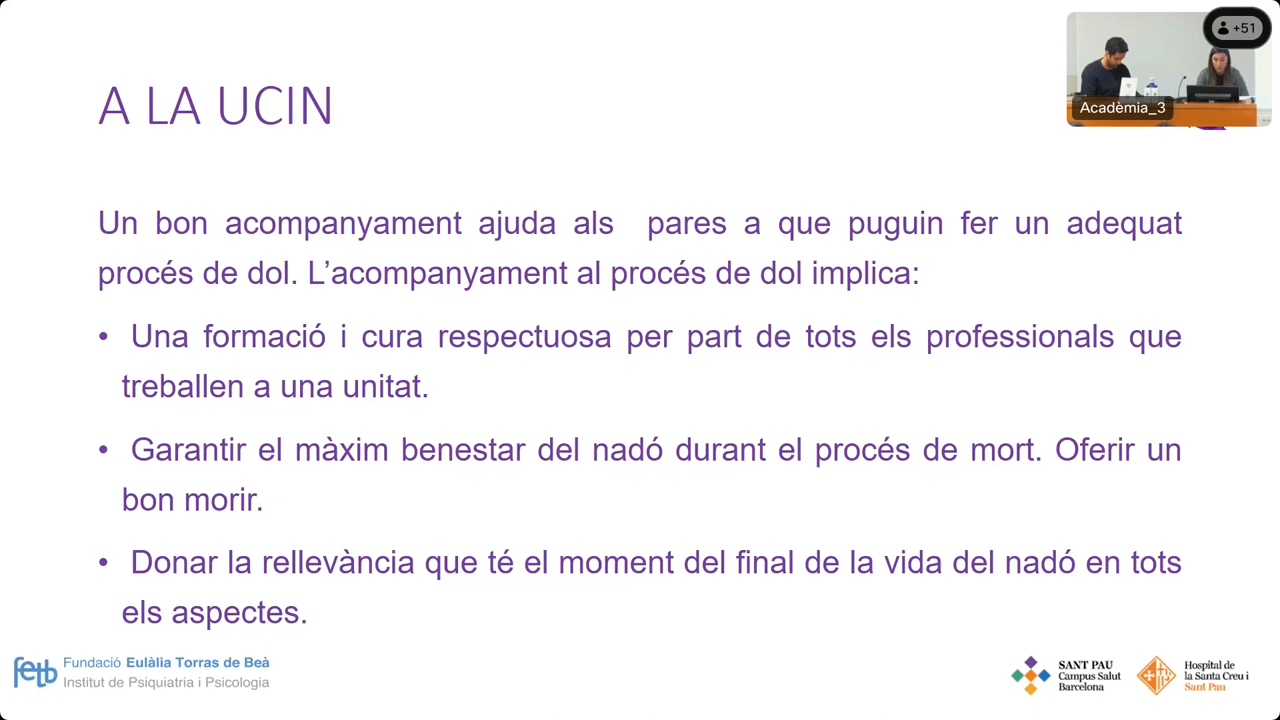 +51
Acadèmia_3
A LA UCIN
Un bon acompanyament ajuda als pares a que puguin fer un adequat
procés de dol. L’acompanyament al procés de dol implica:
• Una formació i cura respectuosa per part de tots els professionals que
treballen a una unitat.
• Garantir el màxim benestar del nadó durant el procés de mort. Oferir un
bon morir.
• Donar la rellevància que té el moment del final de la vida del nadó en tots
els aspectes.
fetb
Fundació Eulàlia Torras de Beà
Institut de Psiquiatria i Psicologia
SANT PAU
Campus Salut
Barcelona
Hospital de
la Santa Creu i
Sant Pau